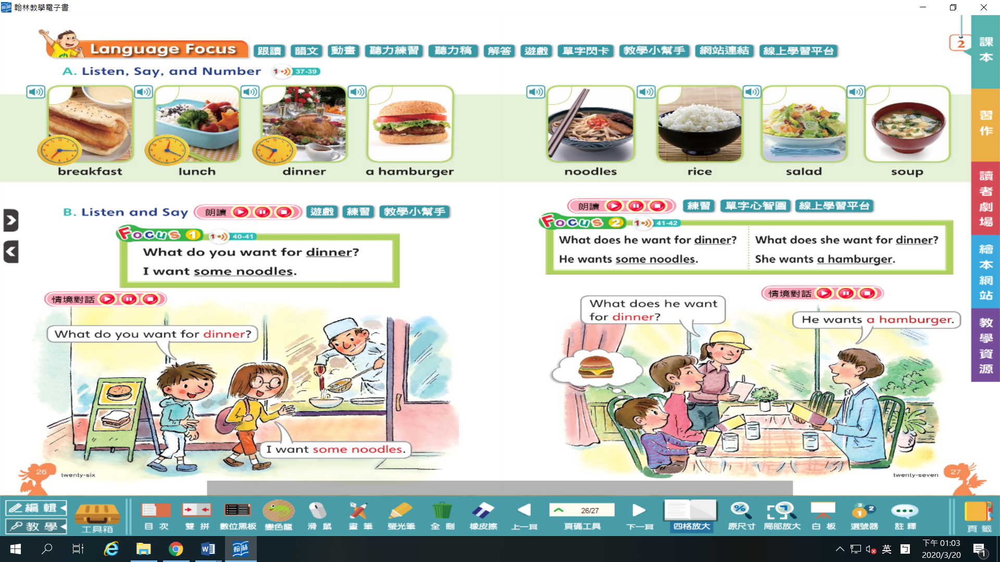 翰林教學電子書
Language Focus
跟讀 韻文 動畫 聽力練習 聽力稿 解答 遊戲 單字閃卡 教學小幫手 網站連結 線上學習平台
2
課本
A. Listen, Say, and Number 1 37-39
breakfast lunch dinner a hamburger noodles rice salad soup
習作
讀者劇場
繪本網站
教學資源
B. Listen and Say 朗讀 遊戲 練習 教學小幫手
Focus 1 1 40-41
What do you want for dinner?
I want some noodles.
情境對話
What do you want for dinner?
I want some noodles.
26 twenty-six
朗讀 練習 單字心智圖 線上學習平台
Focus 2 1 41-42
What does he want for dinner?
He wants some noodles.
What does she want for dinner?
She wants a hamburger.
情境對話
What does he want
for dinner?
He wants a hamburger.
twenty-seven 27
編輯
教學
工具箱 目次 雙拼 數位黑板 變色龍 滑鼠 畫筆 螢光筆 全刪 橡皮擦 上一頁 26/27 頁碼工具 下一頁 四格放大 原尺寸 局部放大 白板 選號器 註釋 頁籤
英 下午 01:03
2020/3/20
1